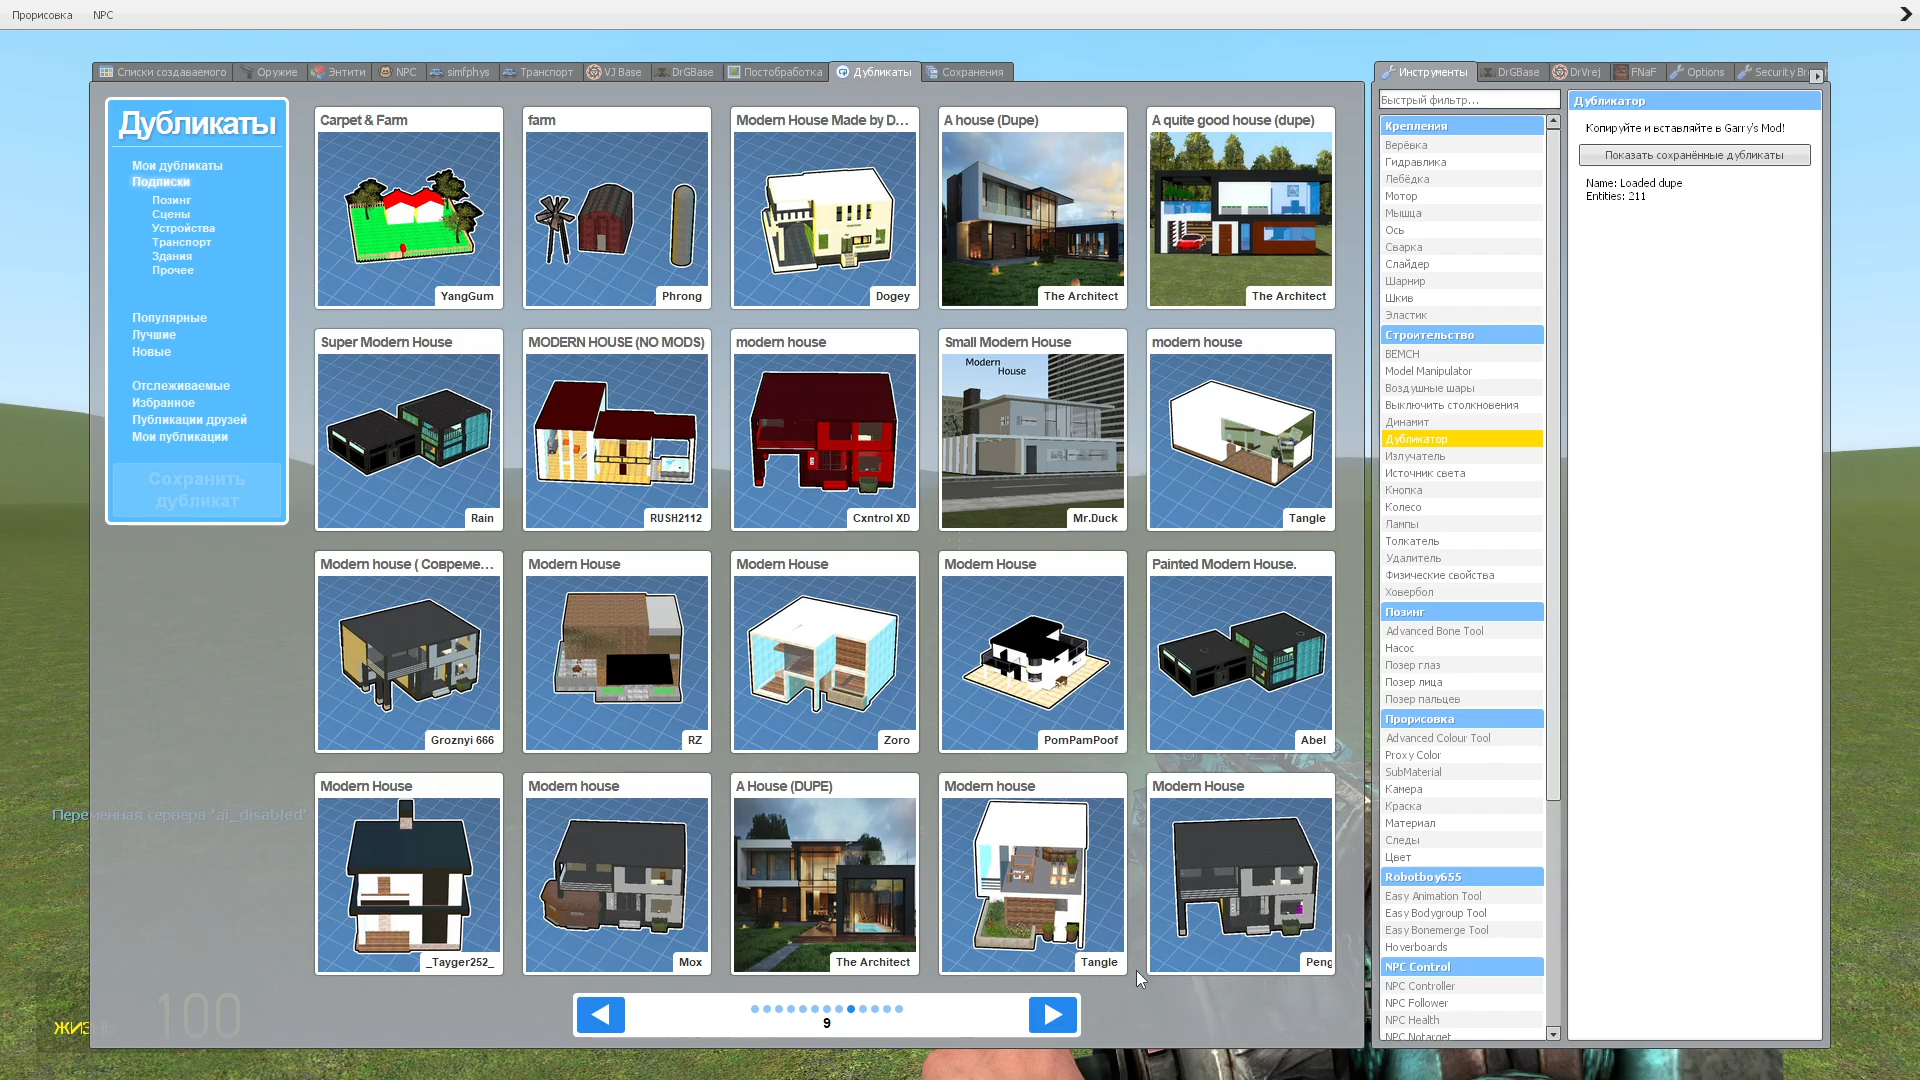 Прорисовка NPC
Списки создаваемого Оружие Энтити NPC simfphys Транспорт VJ Base DrGBase Постобработка Дубликаты Сохранения
Дубликаты
Мои дубликаты
Подписки
Позинг
Сцены
Устройства
Транспорт
Здания
Прочее
Популярные
Лучшие
Новые
Отслеживаемые
Избранное
Публикации друзей
Мои публикации
Сохранить
дубликат
Carpet & Farm
YangGum
farm
Phrong
Modern House Made by D...
Dogey
A house (Dupe)
The Architect
A quite good house (dupe)
The Architect
Super Modern House
Rain
MODERN HOUSE (NO MODS)
RUSH2112
modern house
Cxntrol XD
Small Modern House
Modern
House
Mr.Duck
modern house
Tangle
Modern house ( Совреме...
Groznyi 666
Modern House
RZ
Modern House
Zoro
Modern House
PomPamPoof
Painted Modern House.
Abel
Modern House
_Tayger252_
Modern house
Mox
A House (DUPE)
The Architect
Modern house
Tangle
Modern House
Peng
9
Переменная сервера 'ai_disabled'
100
Инструменты DrGBase DrVrej FNaF Options Security
Быстрый фильтр...
Крепления
Верёвка
Гидравлика
Лебёдка
Мотор
Мышца
Ось
Сварка
Слайдер
Шарнир
Шкив
Эластик
Строительство
BEMCH
Model Manipulator
Воздушные шары
Выключить столкновения
Динамит
Дубликатор
Излучатель
Источник света
Кнопка
Колесо
Лампы
Толкатель
Удалитель
Физические свойства
Ховербол
Позинг
Advanced Bone Tool
Насос
Позер глаз
Позер лица
Позер пальцев
Прорисовка
Advanced Colour Tool
Proxy Color
SubMaterial
Камера
Краска
Материал
Следы
Цвет
Robotboy655
Easy Animation Tool
Easy Bodygroup Tool
Easy Bonemerge Tool
Hoverboards
NPC Control
NPC Controller
NPC Follower
NPC Health
NPC Notarget
Дубликатор
Копируйте и вставляйте в Garry's Mod!
Показать сохранённые дубликаты
Name: Loaded dupe
Entities: 211